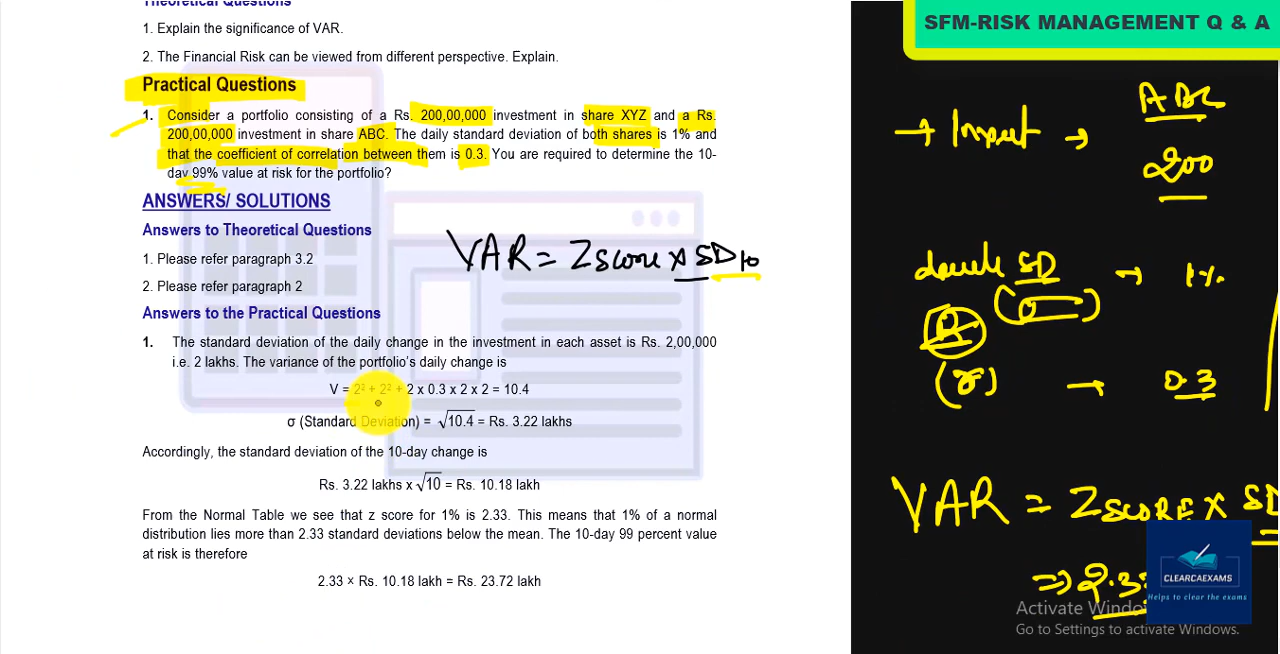 Theoretical Questions
1. Explain the significance of VAR.
2. The Financial Risk can be viewed from different perspective. Explain.
Practical Questions
1. Consider a portfolio consisting of a Rs. 200,00,000 investment in share XYZ and a Rs.
200,00,000 investment in share ABC. The daily standard deviation of both shares is 1% and
that the coefficient of correlation between them is 0.3. You are required to determine the 10-
day 99% value at risk for the portfolio?
ANSWERS/ SOLUTIONS
Answers to Theoretical Questions
1. Please refer paragraph 3.2
2. Please refer paragraph 2
VAR = Z score x SD10
Answers to the Practical Questions
1. The standard deviation of the daily change in the investment in each asset is Rs. 2,00,000
i.e. 2 lakhs. The variance of the portfolio's daily change is
V = 2² + 2² + 2 x 0.3 x 2 x 2 = 10.4
σ (Standard Deviation) = √10.4 = Rs. 3.22 lakhs
Accordingly, the standard deviation of the 10-day change is
Rs. 3.22 lakhs x √10 = Rs. 10.18 lakh
From the Normal Table we see that z score for 1% is 2.33. This means that 1% of a normal
distribution lies more than 2.33 standard deviations below the mean. The 10-day 99 percent value
at risk is therefore
2.33 × Rs. 10.18 lakh = Rs. 23.72 lakh
SFM-RISK MANAGEMENT Q & A
→ Input → ABC
200
SD → 1%
(σ)
(r) → 0.3
VAR = Z SCORE x SD
⇒ 2.33
CLEARCAEXAMS
Helps to clear the exams
Activate Windo
Go to Settings to activate Windows.